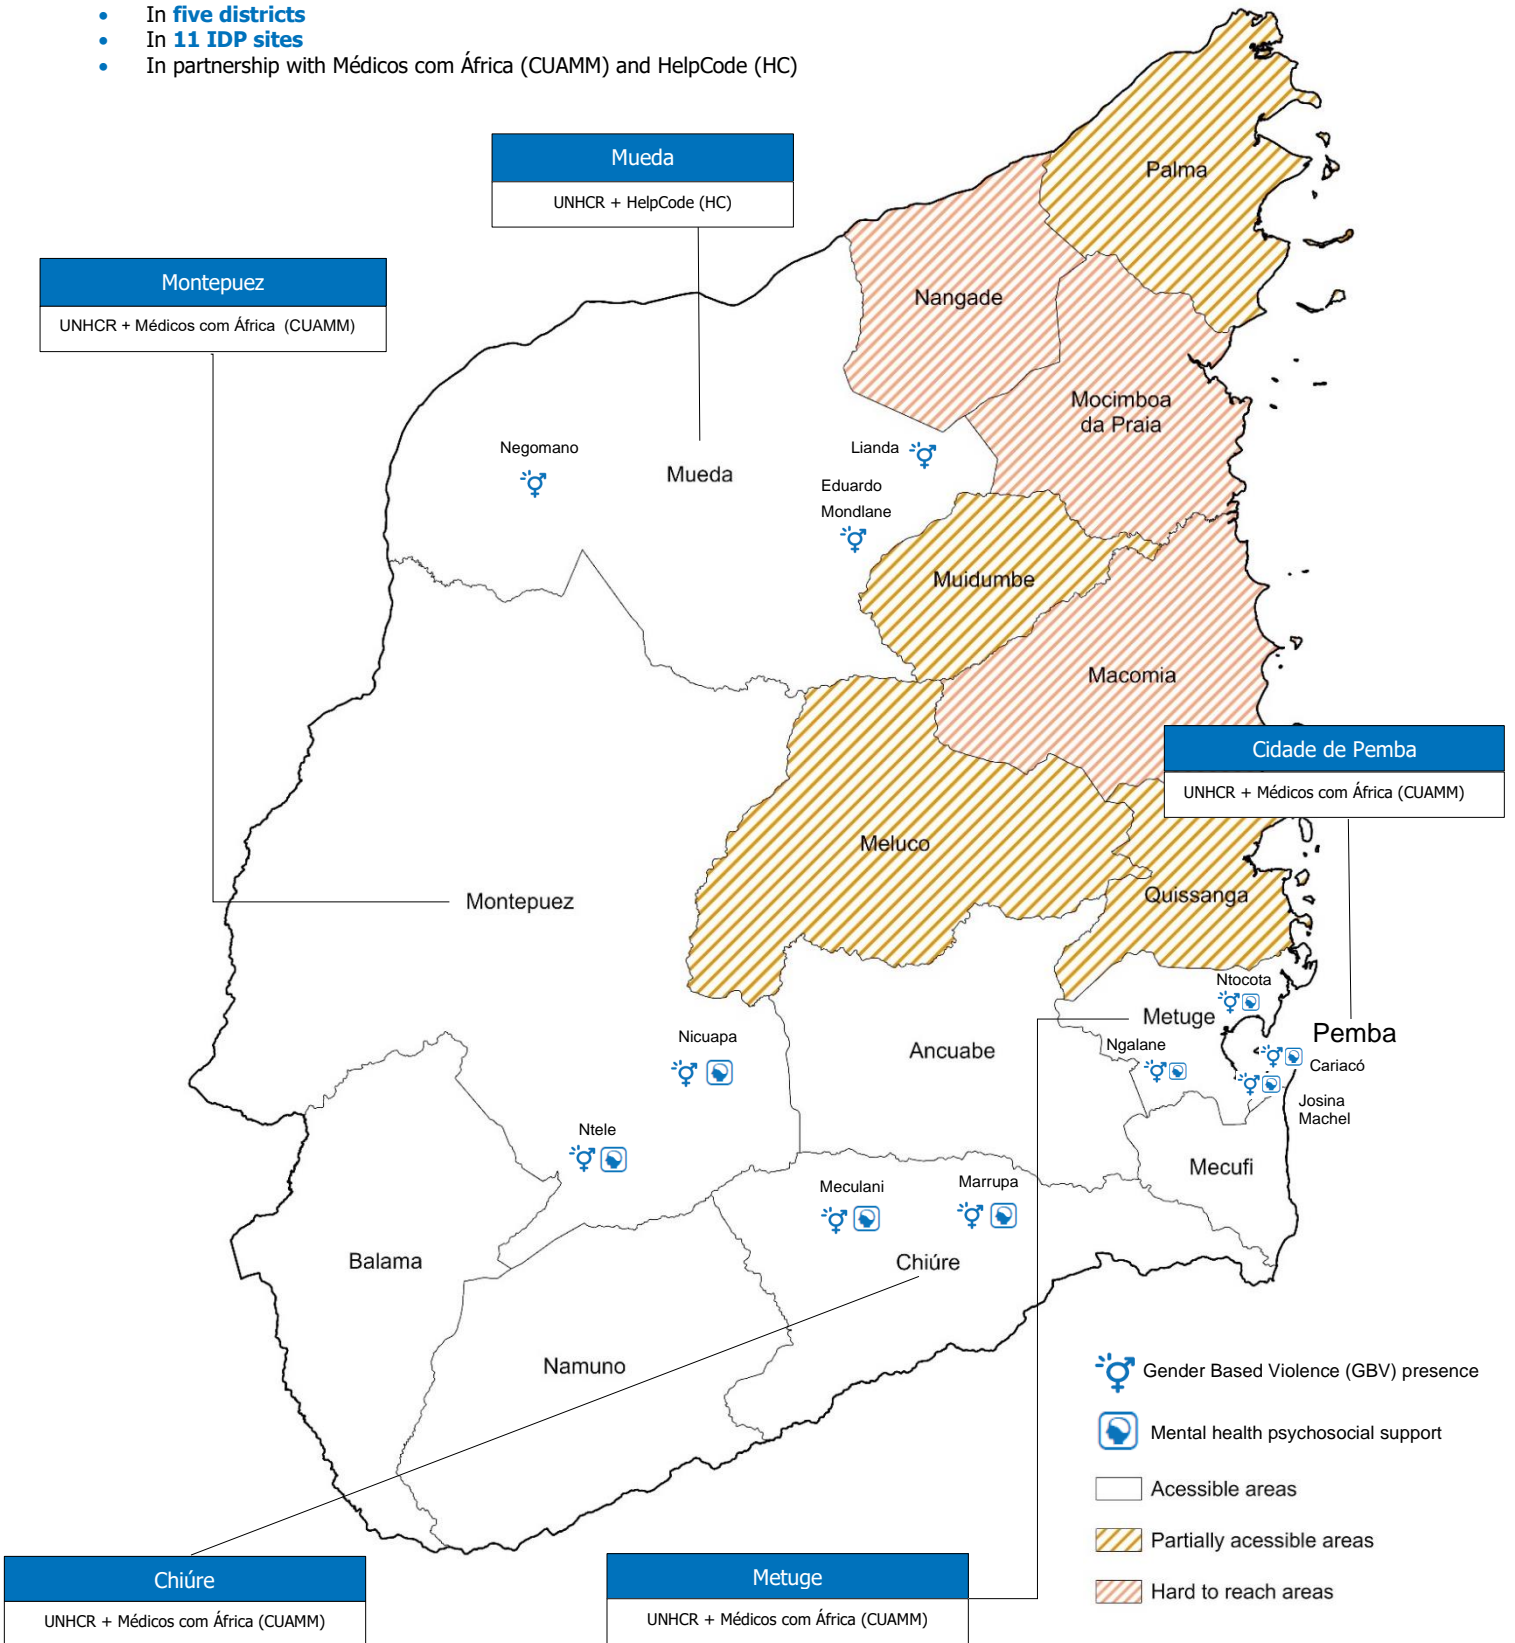 • In five districts
• In 11 IDP sites
• In partnership with Médicos com África (CUAMM) and HelpCode (HC)
Mueda
UNHCR + HelpCode (HC)
Palma
Montepuez
UNHCR + Médicos com África (CUAMM)
Nangade
Mocimboa
da Praia
Negomano
Mueda
Lianda
Eduardo
Mondlane
Muidumbe
Macomia
Cidade de Pemba
UNHCR + Médicos com África (CUAMM)
Meluco
Montepuez
Quissanga
Ntocota
Metuge
Pemba
Nicuapa
Ancuabe
Ngalane
Cariacó
Josina
Machel
Ntele
Mecufi
Meculani
Marrupa
Balama
Chiúre
Namuno
Gender Based Violence (GBV) presence
Mental health psychosocial support
Acessible areas
Partially acessible areas
Hard to reach areas
Chiúre
UNHCR + Médicos com África (CUAMM)
Metuge
UNHCR + Médicos com África (CUAMM)